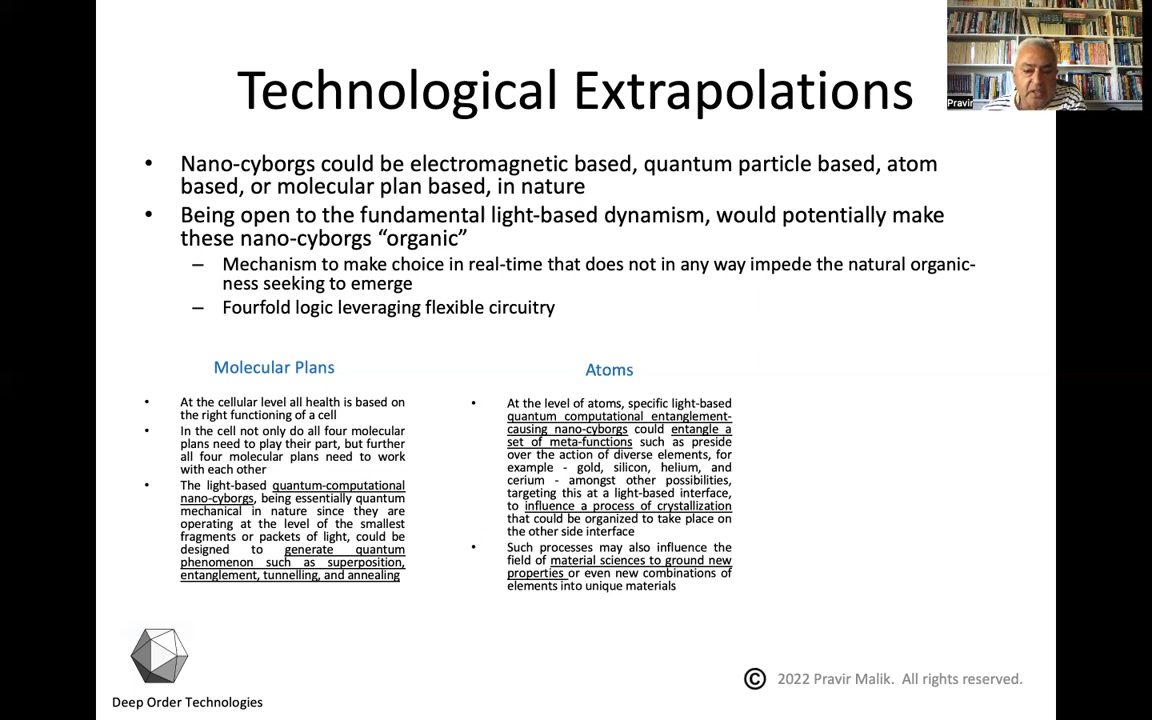 Technological Extrapolations
Pravir
• Nano-cyborgs could be electromagnetic based, quantum particle based, atom
based, or molecular plan based, in nature
• Being open to the fundamental light-based dynamism, would potentially make
these nano-cyborgs “organic”
– Mechanism to make choice in real-time that does not in any way impede the natural organic-
ness seeking to emerge
– Fourfold logic leveraging flexible circuitry
Molecular Plans
• At the cellular level all health is based on
the right functioning of a cell
• In the cell not only do all four molecular
plans need to play their part, but further
all four molecular plans need to work
with each other
• The light-based quantum-computational
nano-cyborgs, being essentially quantum
mechanical in nature since they are
operating at the level of the smallest
fragments or packets of light, could be
designed to generate quantum
phenomenon such as superposition,
entanglement, tunnelling, and annealing
Atoms
• At the level of atoms, specific light-based
quantum computational entanglement-
causing nano-cyborgs could entangle a
set of meta-functions such as preside
over the action of diverse elements, for
example - gold, silicon, helium, and
cerium - amongst other possibilities,
targeting this at a light-based interface,
to influence a process of crystallization
that could be organized to take place on
the other side interface
• Such processes may also influence the
field of material sciences to ground new
properties or even new combinations of
elements into unique materials
Deep Order Technologies
© 2022 Pravir Malik. All rights reserved.